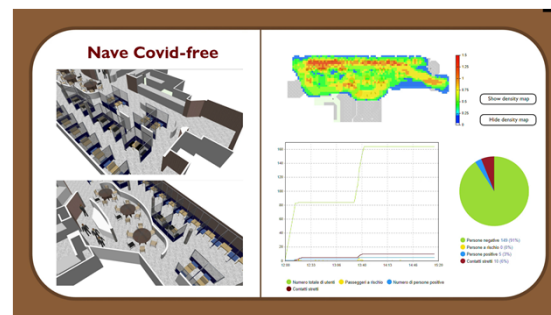 Nave Covid-free
Show density map
Hide density map
Persone negative 149 (91%)
Persone a rischio 0 (0%)
Persone positive 5 (3%)
Contatti stretti 10 (6%)
Numero totale di utenti
Passeggeri a rischio
Numero di persone positive
Contatti stretti